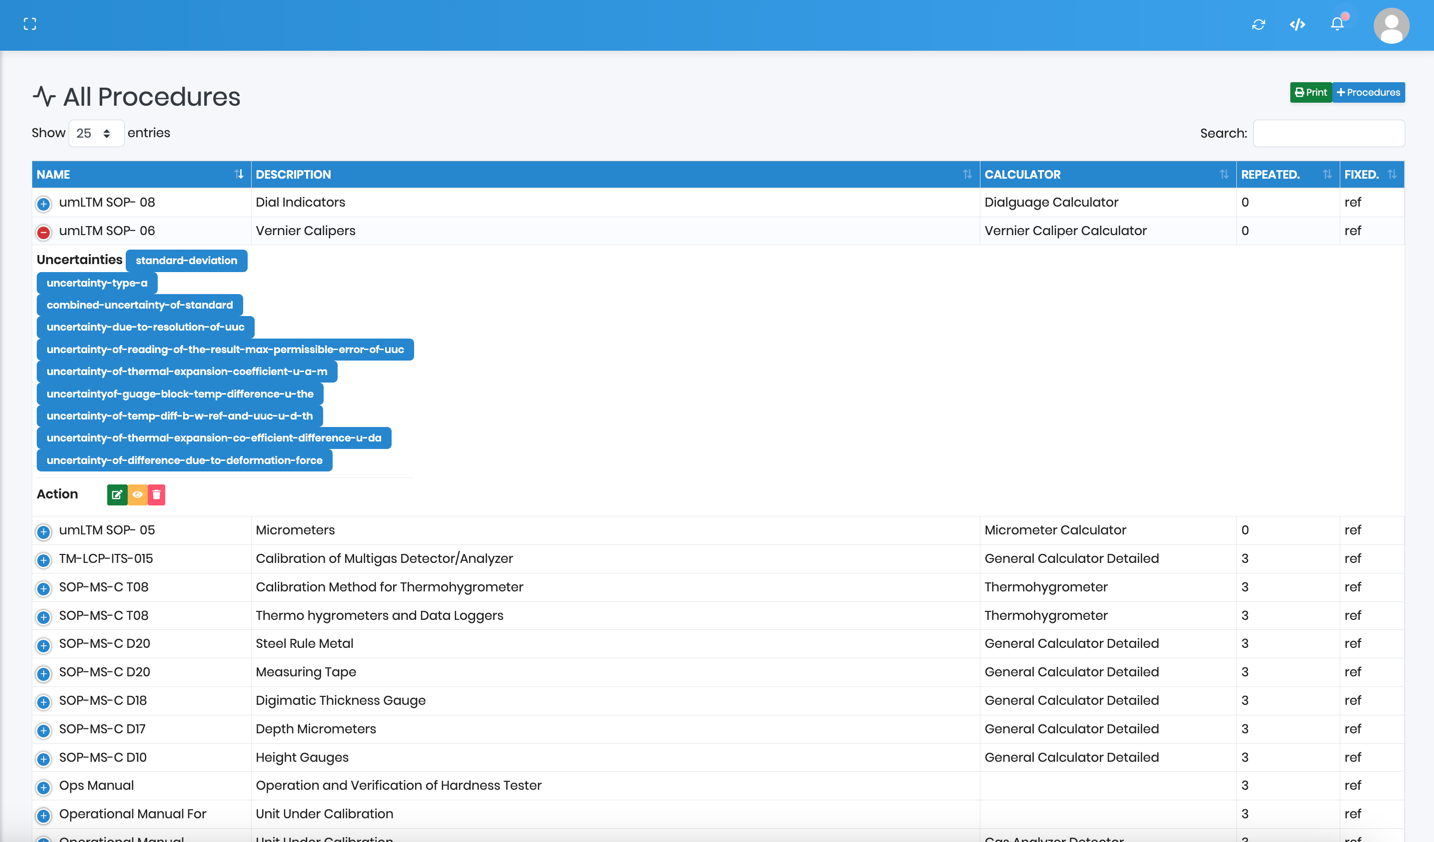 All Procedures
Print
Procedures
Show 25 entries
Search:
NAME DESCRIPTION CALCULATOR REPEATED. FIXED.
umLTM SOP- 08 Dial Indicators Dialguage Calculator 0 ref
umLTM SOP- 06 Vernier Calipers Vernier Caliper Calculator 0 ref
Uncertainties standard-deviation
uncertainty-type-a
combined-uncertainty-of-standard
uncertainty-due-to-resolution-of-uuc
uncertainty-of-reading-of-the-result-max-permissible-error-of-uuc
uncertainty-of-thermal-expansion-coefficient-u-a-m
uncertaintyof-guage-block-temp-difference-u-the
uncertainty-of-temp-diff-b-w-ref-and-uuc-u-d-th
uncertainty-of-thermal-expansion-co-efficient-difference-u-da
uncertainty-of-difference-due-to-deformation-force
Action
umLTM SOP- 05 Micrometers Micrometer Calculator 0 ref
TM-LCP-ITS-015 Calibration of Multigas Detector/Analyzer General Calculator Detailed 3 ref
SOP-MS-C T08 Calibration Method for Thermohygrometer Thermohygrometer 3 ref
SOP-MS-C T08 Thermo hygrometers and Data Loggers Thermohygrometer 3 ref
SOP-MS-C D20 Steel Rule Metal General Calculator Detailed 3 ref
SOP-MS-C D20 Measuring Tape General Calculator Detailed 3 ref
SOP-MS-C D18 Digimatic Thickness Gauge General Calculator Detailed 3 ref
SOP-MS-C D17 Depth Micrometers General Calculator Detailed 3 ref
SOP-MS-C D10 Height Gauges General Calculator Detailed 3 ref
Ops Manual Operation and Verification of Hardness Tester 3 ref
Operational Manual For Unit Under Calibration 3 ref
Operational Manual Unit Under Calibration Gas Analyzer Detector 3 ref